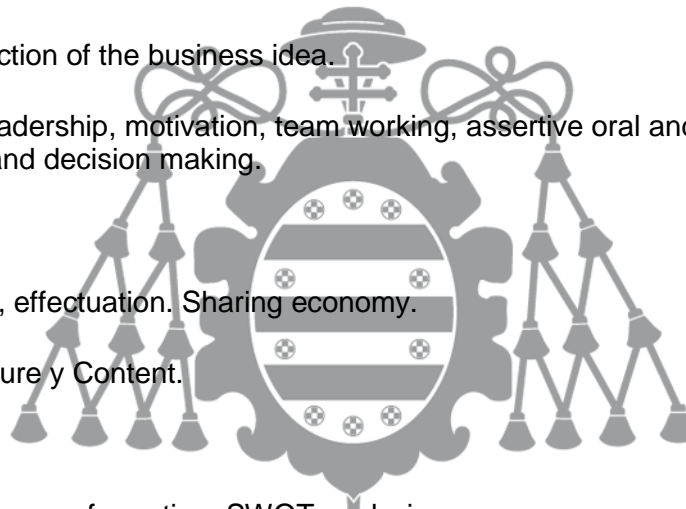 ction of the business idea.
adership, motivation, team working, assertive oral and
and decision making.
, effectuation. Sharing economy.
ure y Content.